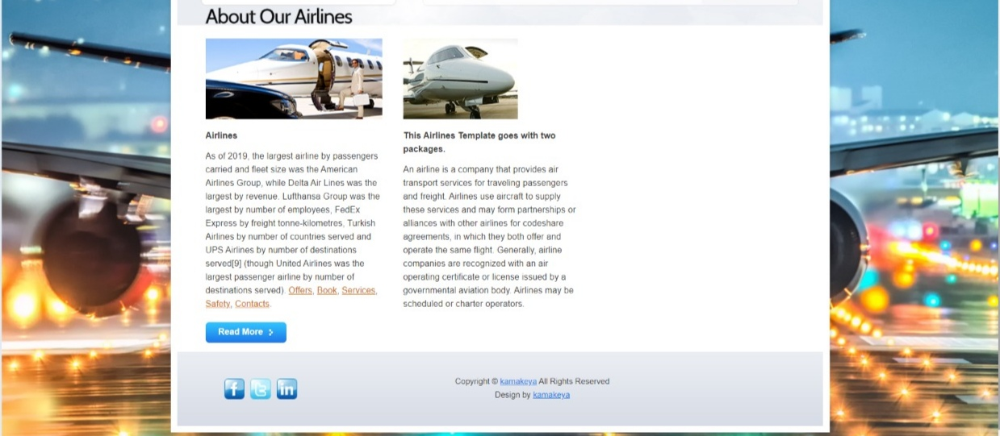 About Our Airlines
Airlines
As of 2019, the largest airline by passengers
carried and fleet size was the American
Airlines Group, while Delta Air Lines was the
largest by revenue. Lufthansa Group was the
largest by number of employees, FedEx
Express by freight tonne-kilometres, Turkish
Airlines by number of countries served and
UPS Airlines by number of destinations
served[9] (though United Airlines was the
largest passenger airline by number of
destinations served). Offers, Book, Services,
Safety, Contacts.
Read More
This Airlines Template goes with two
packages.
An airline is a company that provides air
transport services for traveling passengers
and freight. Airlines use aircraft to supply
these services and may form partnerships or
alliances with other airlines for codeshare
agreements, in which they both offer and
operate the same flight. Generally, airline
companies are recognized with an air
operating certificate or license issued by a
governmental aviation body. Airlines may be
scheduled or charter operators.
f t in
Copyright © kamakeya All Rights Reserved
Design by kamakeya